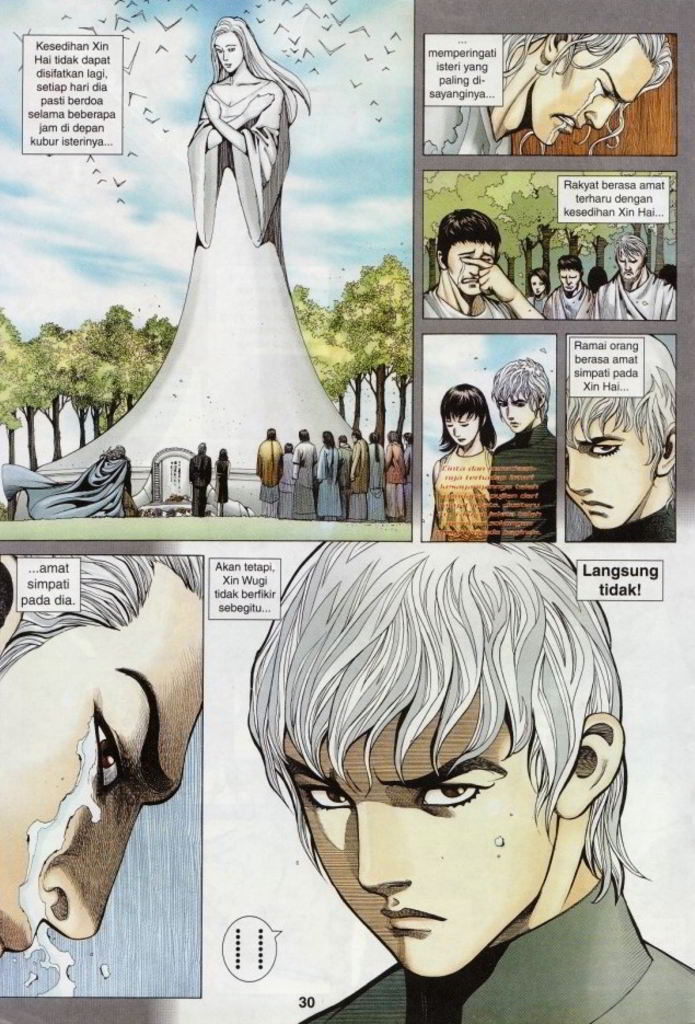 Kesedihan Xin
Hai tidak dapat
disifatkan lagi,
setiap hari dia
pasti berdoa
selama beberapa
jam di depan
kubur isterinya...
...
memperingati
isteri yang
paling di-
sayanginya...
Rakyat berasa amat
terharu dengan
kesedihan Xin Hai...
Ramai orang
berasa amat
simpati pada
Xin Hai...
...amat
simpati
pada dia.
Akan tetapi,
Xin Wugi
tidak berfikir
sebegitu...
Langsung
tidak!
!!
30